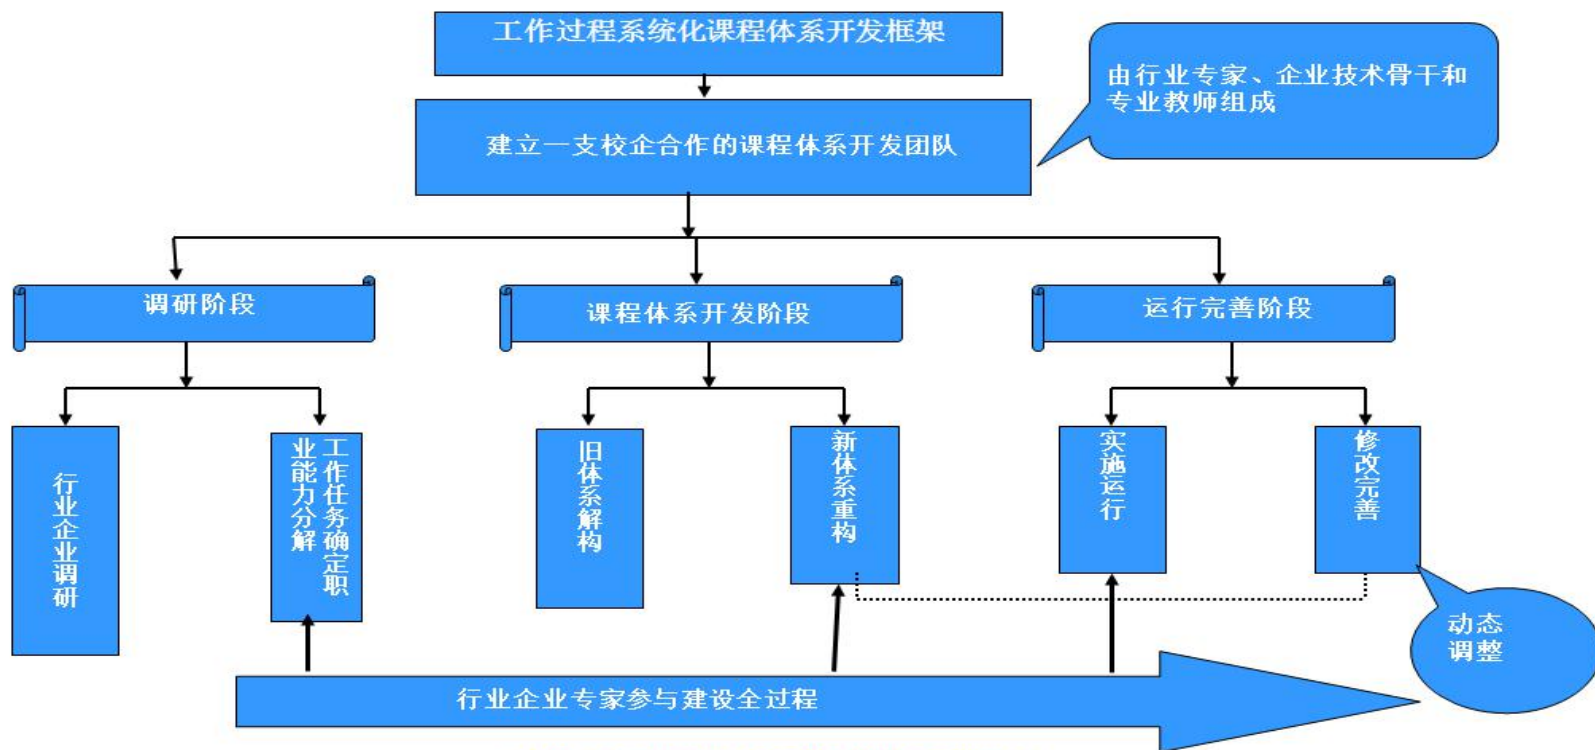 工作过程系统化课程体系开发框架
由行业专家、企业技术骨干和
专业教师组成
建立一支校企合作的课程体系开发团队
调研阶段
课程体系开发阶段
运行完善阶段
行业企业调研
工作任务确定职
业能力分解
旧体系解构
新体系重构
实施运行
修改完善
动态
调整
行业企业专家参与建设全过程